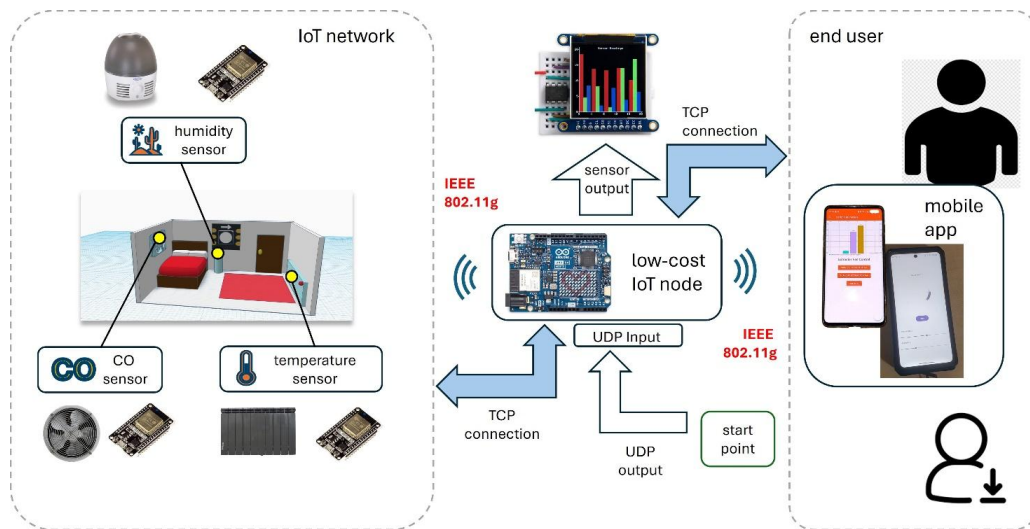 IoT network
humidity
sensor
CO
CO
sensor
temperature
sensor
IEEE
802.11g
sensor
output
TCP
connection
low-cost
IoT node
UDP Input
IEEE
802.11g
TCP
connection
UDP
output
start
point
end user
mobile
app